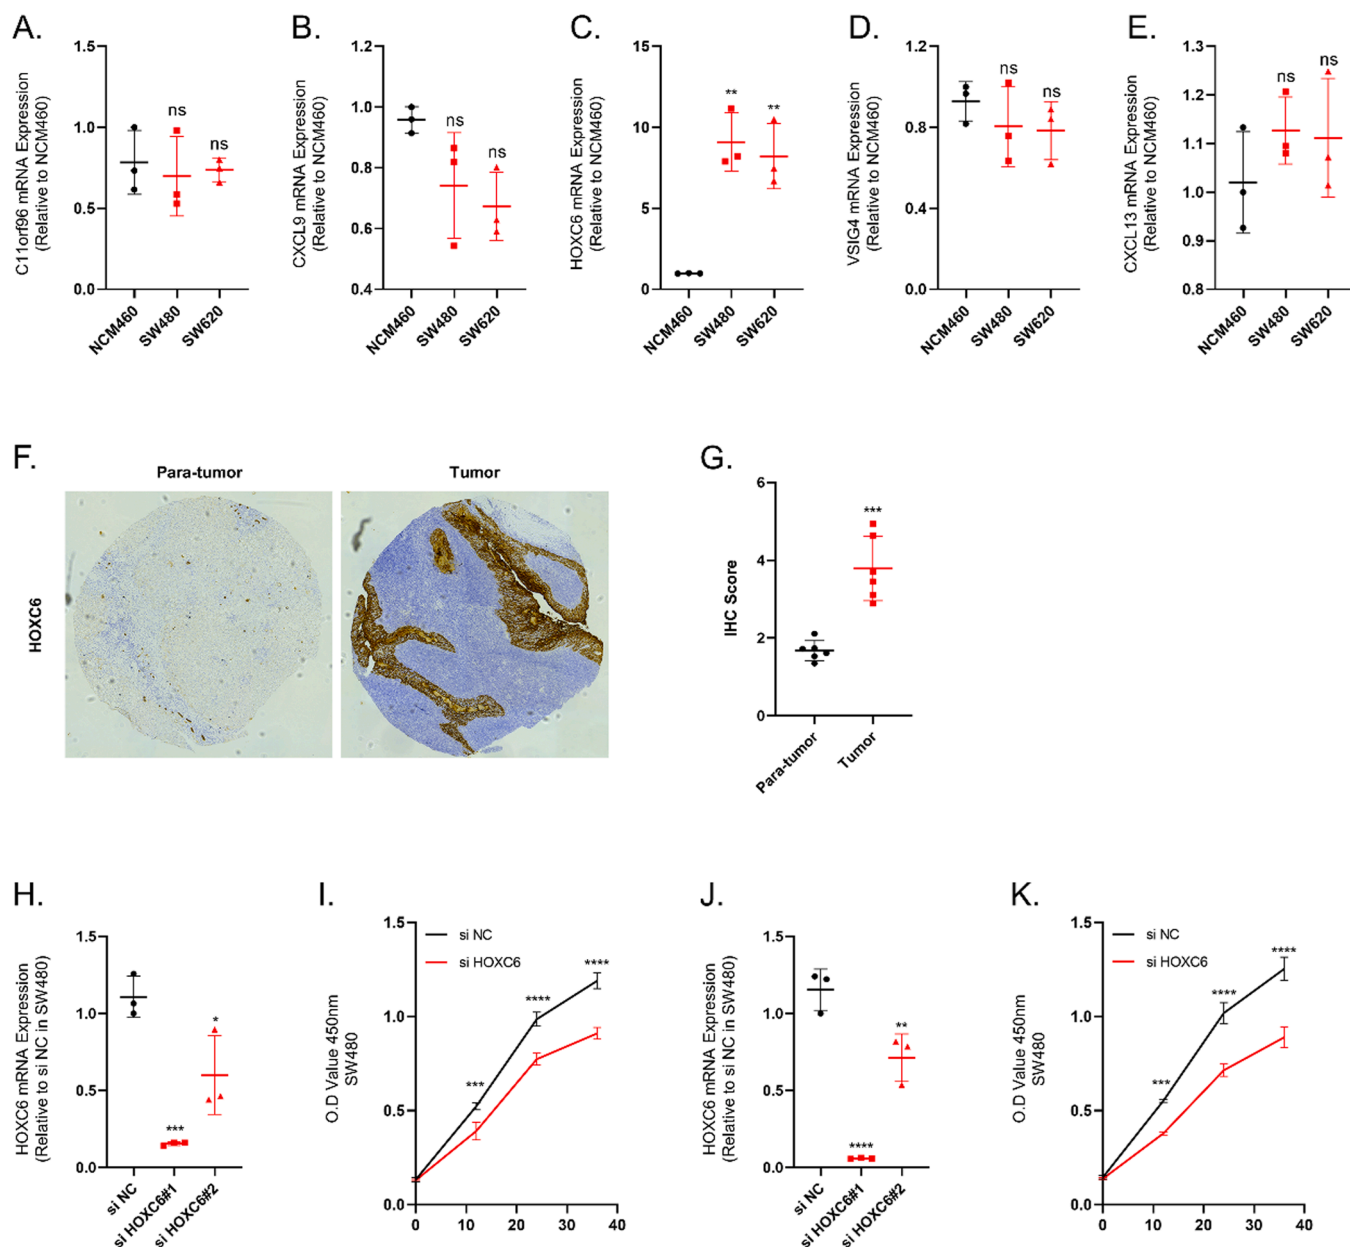 A.
C11orf96 mRNA Expression
(Relative to NCM460)
1.5
1.0
0.5
0.0
ns
ns
NCM460
SW480
SW620
B.
CXCL9 mRNA Expression
(Relative to NCM460)
1.2
1.0
0.8
0.6
0.4
ns
ns
NCM460
SW480
SW620
C.
HOXC6 mRNA Expression
(Relative to NCM460)
15
10
5
0
**
**
NCM460
SW480
SW620
D.
VSIG4 mRNA Expression
(Relative to NCM460)
1.2
0.8
0.4
0.0
ns
ns
NCM460
SW480
SW620
E.
CXCL13 mRNA Expression
(Relative to NCM460)
1.3
1.2
1.1
1.0
0.9
0.8
ns
ns
NCM460
SW480
SW620
F.
Para-tumor
Tumor
HOXC6
G.
IHC Score
6
4
2
0
***
Para-tumor
Tumor
H.
HOXC6 mRNA Expression
(Relative to si NC in SW480)
1.5
1.0
0.5
0.0
***
*
si NC
si HOXC6#1
si HOXC6#2
I.
O.D Value 450nm
SW480
1.5
1.0
0.5
0.0
si NC
si HOXC6
***
****
****
0
10
20
30
40
J.
HOXC6 mRNA Expression
(Relative to si NC in SW480)
1.5
1.0
0.5
0.0
****
**
si NC
si HOXC6#1
si HOXC6#2
K.
O.D Value 450nm
SW480
1.5
1.0
0.5
0.0
si NC
si HOXC6
***
****
****
0
10
20
30
40